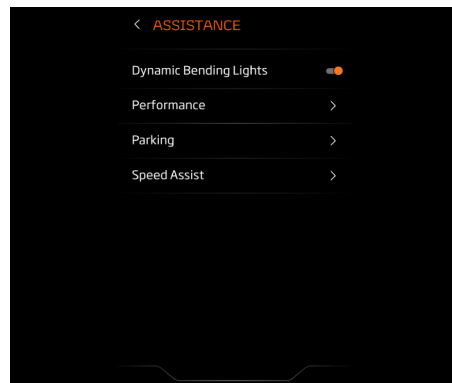 ASSISTANCE
Dynamic Bending Lights
Performance
Parking
Speed Assist